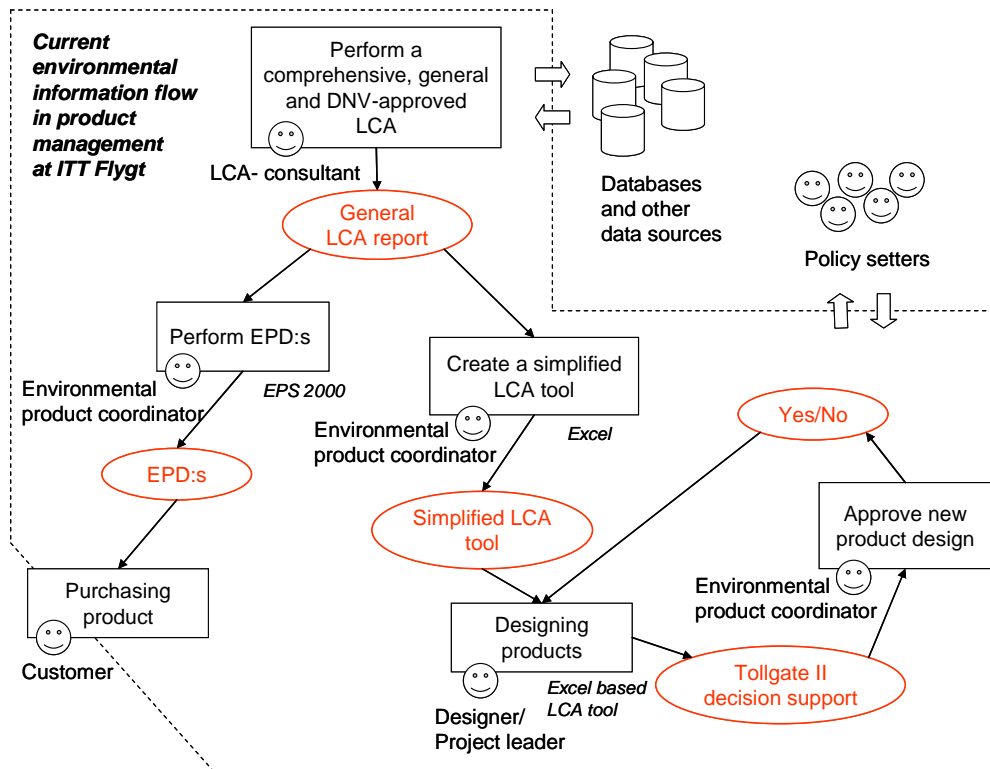 Current
environmental
information flow
in product
management
at ITT Flygt
Perform a
comprehensive, general
and DNV-approved
LCA
LCA- consultant
Databases
and other
data sources
Policy setters
General
LCA report
Perform EPD:s
Environmental
product coordinator
EPS 2000
Create a simplified
LCA tool
Environmental
product coordinator
Excel
Yes/No
EPD:s
Simplified LCA
tool
Approve new
product design
Environmental
product coordinator
Purchasing
product
Customer
Designing
products
Designer/
Project leader
Excel based
LCA tool
Tollgate II
decision support